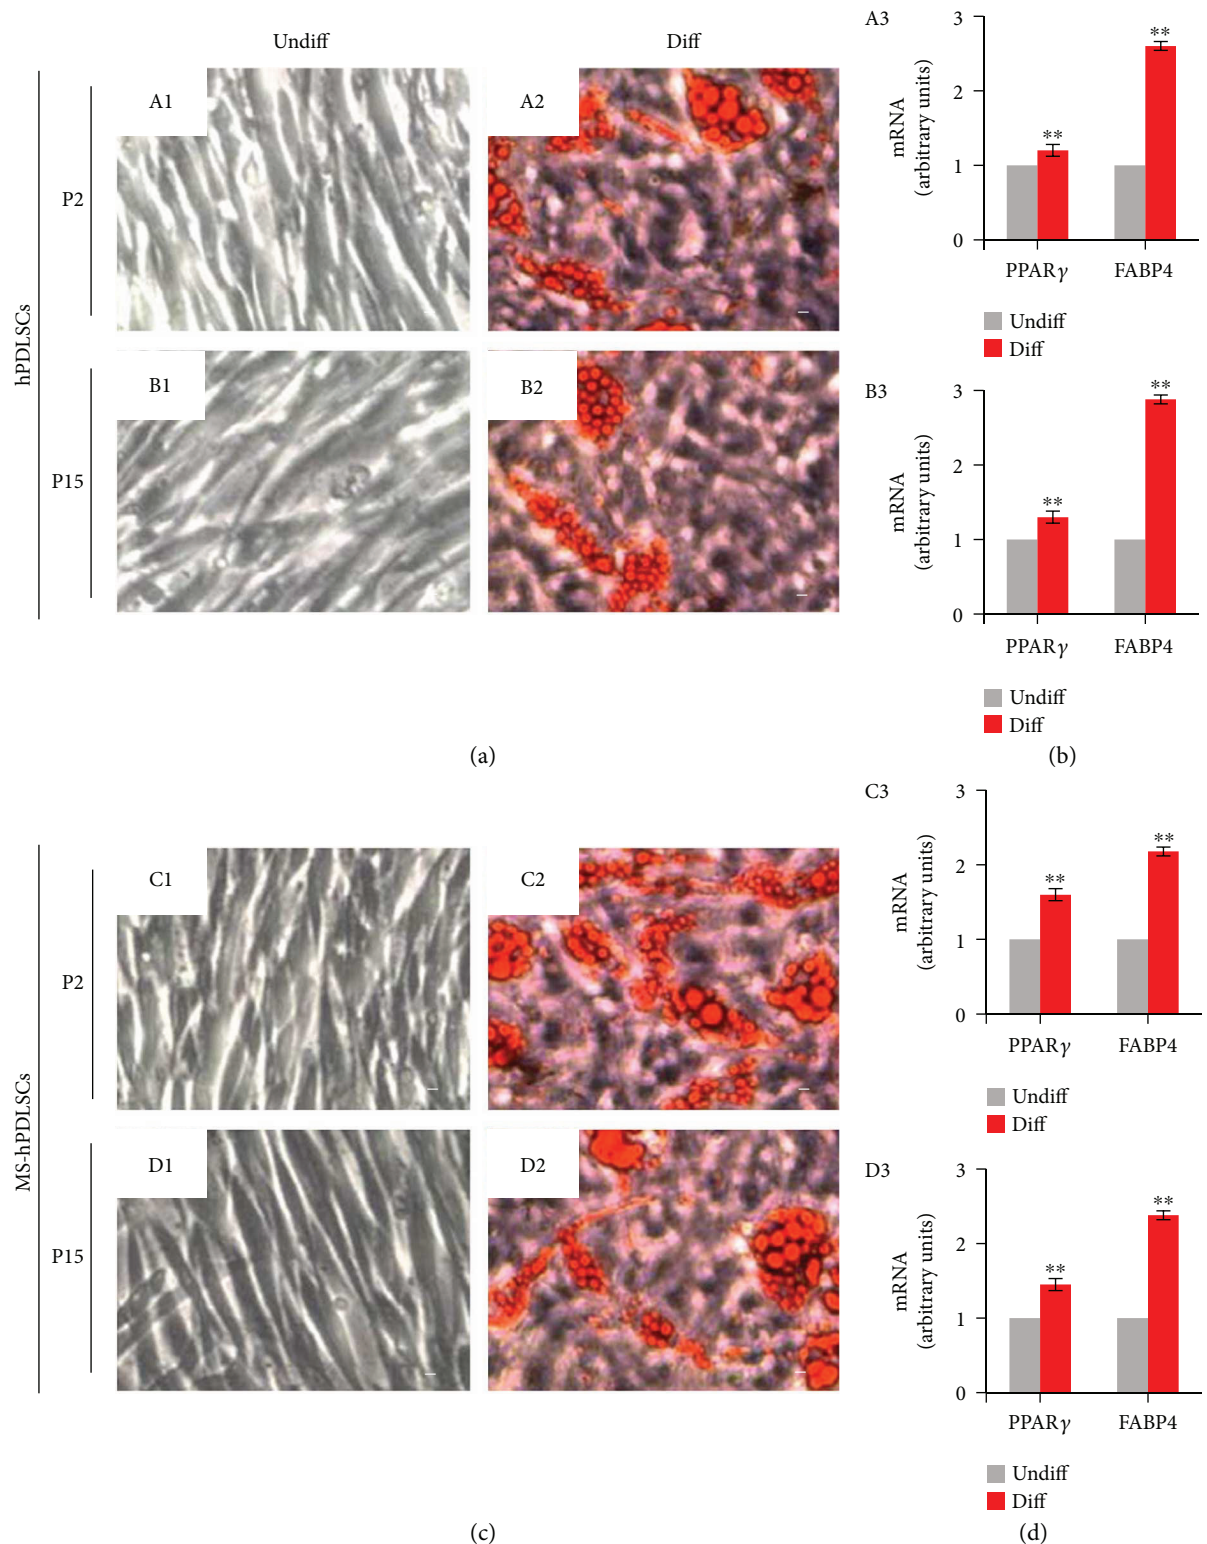 Undiff
Diff
hPDLSCs
P2
A1
A2
P15
B1
B2
A3
3
2
1
0
mRNA
(arbitrary units)
**
**
PPARγ
FABP4
Undiff
Diff
B3
3
2
1
0
mRNA
(arbitrary units)
**
**
PPARγ
FABP4
Undiff
Diff
(a)
(b)
MS-hPDLSCs
P2
C1
C2
P15
D1
D2
C3
3
2
1
0
mRNA
(arbitrary units)
**
**
PPARγ
FABP4
Undiff
Diff
D3
3
2
1
0
mRNA
(arbitrary units)
**
**
PPARγ
FABP4
Undiff
Diff
(c)
(d)